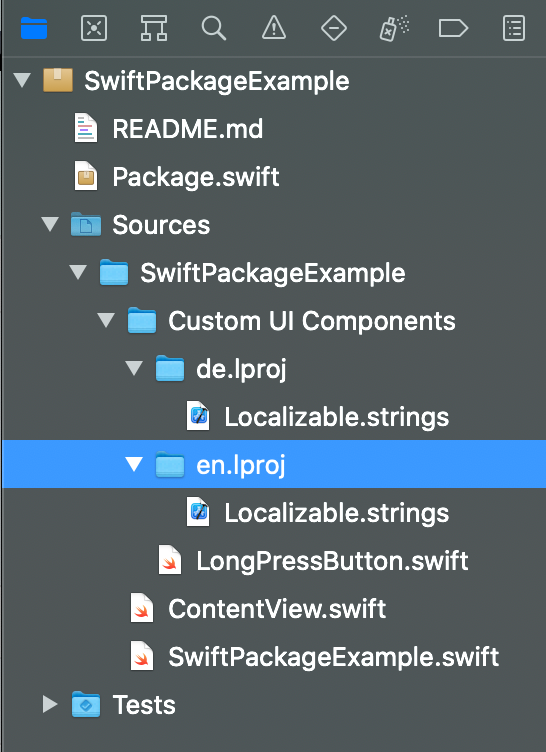 SwiftPackageExample
README.md
Package.swift
Sources
SwiftPackageExample
Custom UI Components
de.lproj
Localizable.strings
en.lproj
Localizable.strings
LongPressButton.swift
ContentView.swift
SwiftPackageExample.swift
Tests